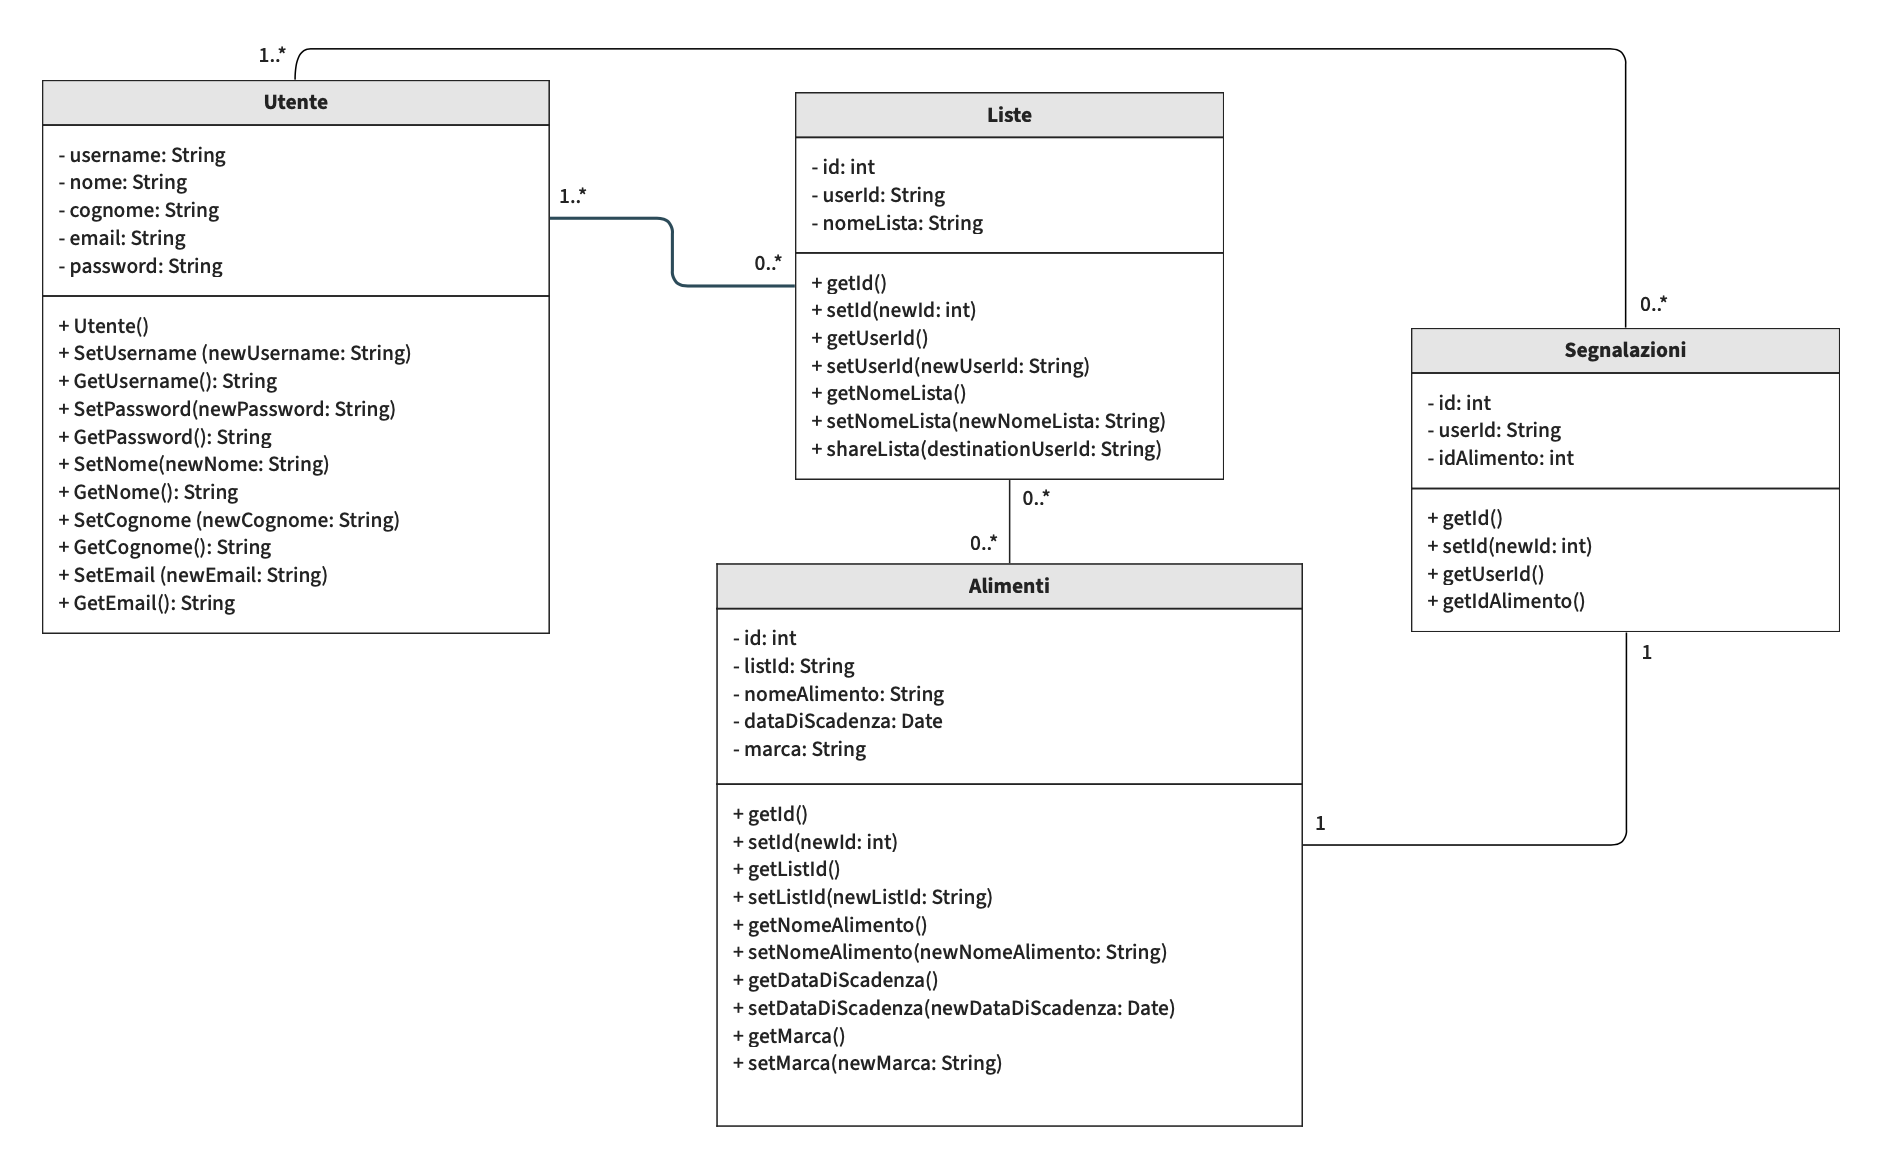 1..*
Utente
- username: String
- nome: String
- cognome: String
- email: String
- password: String
+ Utente()
+ SetUsername (newUsername: String)
+ GetUsername(): String
+ SetPassword(newPassword: String)
+ GetPassword(): String
+ SetNome(newNome: String)
+ GetNome(): String
+ SetCognome (newCognome: String)
+ GetCognome(): String
+ SetEmail (newEmail: String)
+ GetEmail(): String
1..*
0..*
Liste
- id: int
- userId: String
- nomeLista: String
+ getId()
+ setId(newId: int)
+ getUserId()
+ setUserId(newUserId: String)
+ getNomeLista()
+ setNomeLista(newNomeLista: String)
+ shareLista(destinationUserId: String)
0..*
0..*
Alimenti
- id: int
- listId: String
- nomeAlimento: String
- dataDiScadenza: Date
- marca: String
+ getId()
+ setId(newId: int)
+ getListId()
+ setListId(newListId: String)
+ getNomeAlimento()
+ setNomeAlimento(newNomeAlimento: String)
+ getDataDiScadenza()
+ setDataDiScadenza(newDataDiScadenza: Date)
+ getMarca()
+ setMarca(newMarca: String)
0..*
Segnalazioni
- id: int
- userId: String
- idAlimento: int
+ getId()
+ setId(newId: int)
+ getUserId()
+ getIdAlimento()
1
1